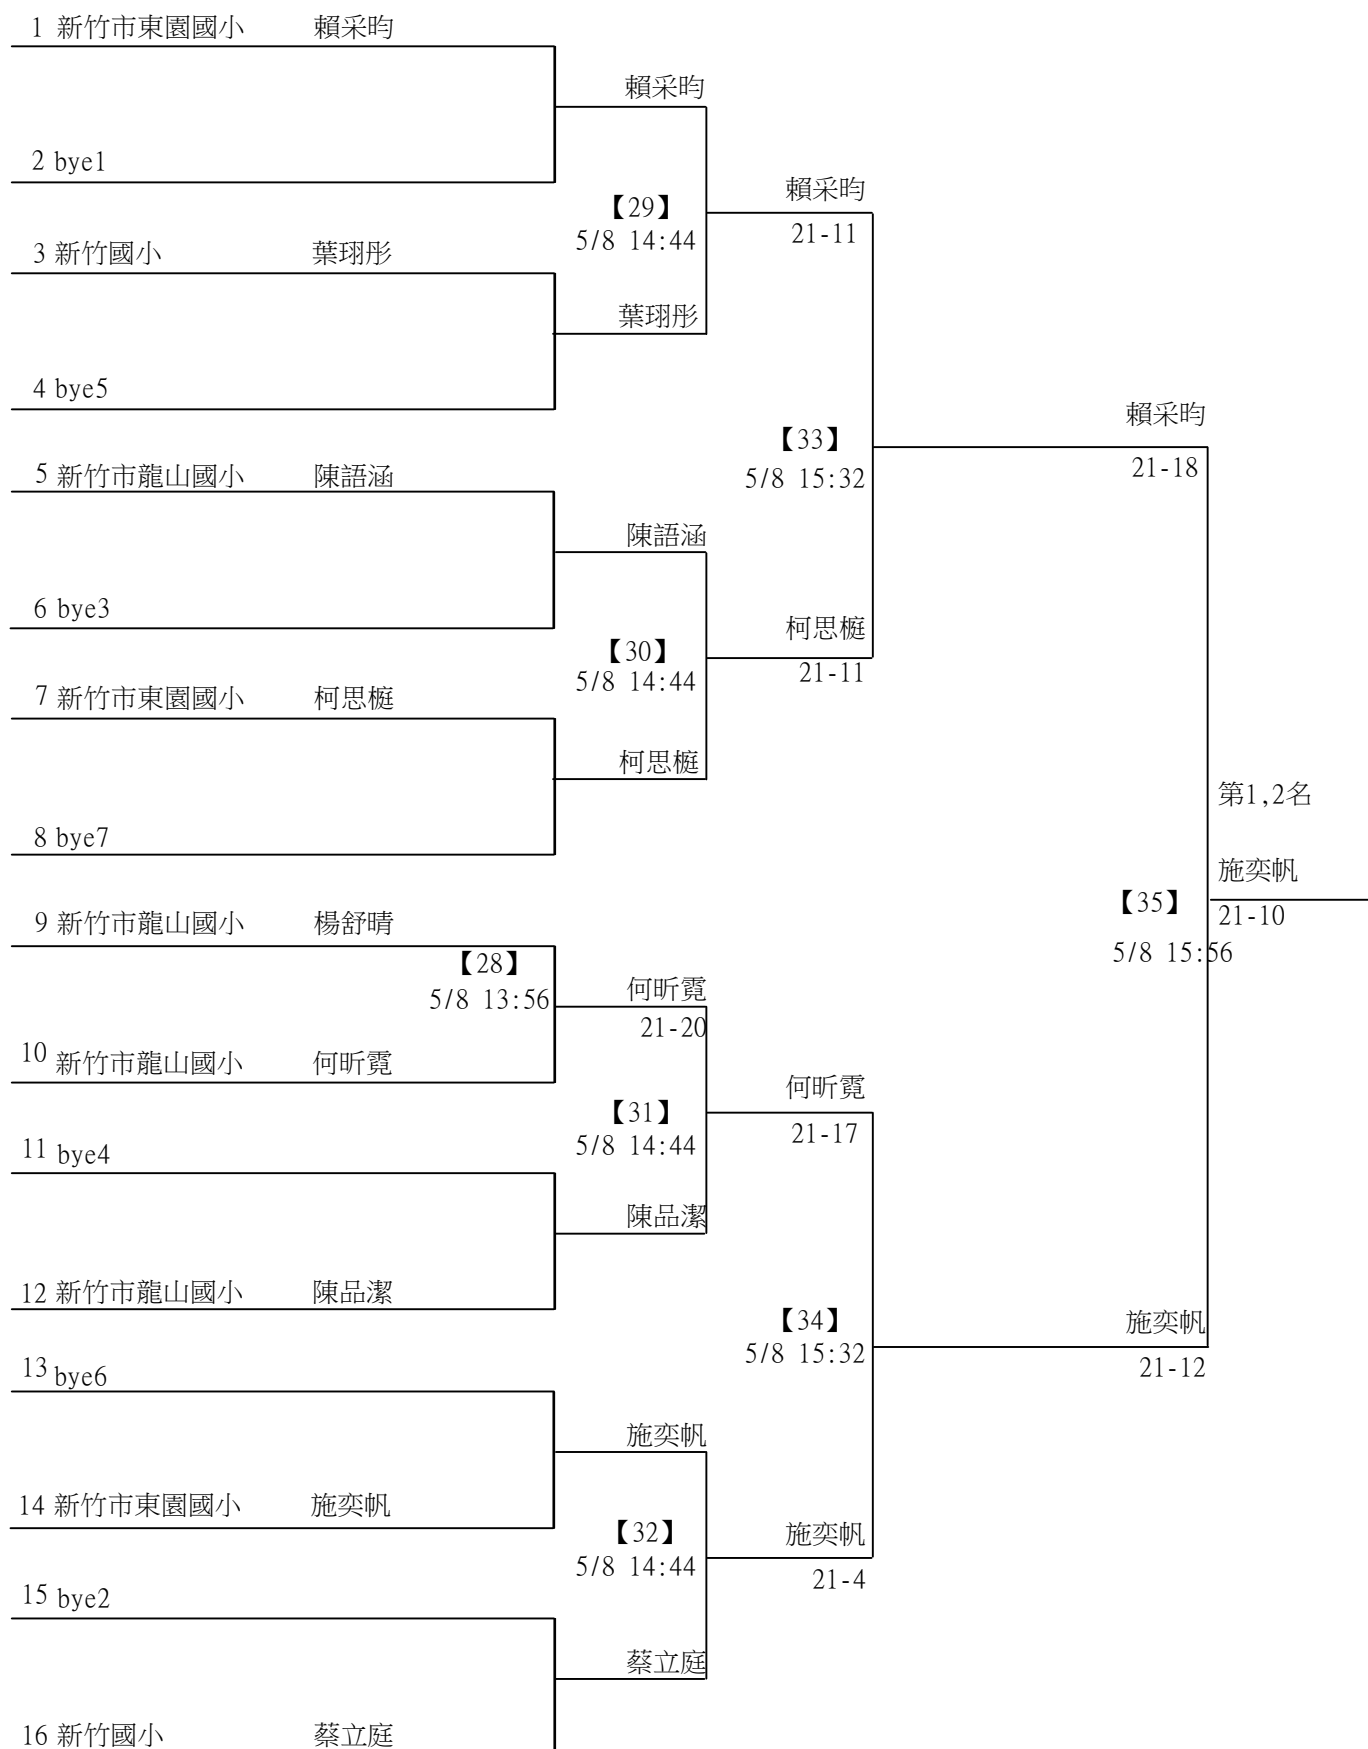 1 新竹市東園國小 賴采昀
賴采昀
2 bye1
【29】
5/8 14:44
賴采昀
21-11
3 新竹國小 葉珝彤
葉珝彤
4 bye5
【33】
5/8 15:32
賴采昀
21-18
5 新竹市龍山國小 陳語涵
陳語涵
6 bye3
【30】
5/8 14:44
柯思榳
21-11
7 新竹市東園國小 柯思榳
柯思榳
8 bye7
第1,2名
【35】
5/8 15:56
施奕帆
21-10
9 新竹市龍山國小 楊舒晴
【28】
5/8 13:56
何昕霓
21-20
10 新竹市龍山國小 何昕霓
【31】
5/8 14:44
何昕霓
21-17
11 bye4
陳品潔
12 新竹市龍山國小 陳品潔
【34】
5/8 15:32
施奕帆
21-12
13 bye6
施奕帆
14 新竹市東園國小 施奕帆
【32】
5/8 14:44
施奕帆
21-4
15 bye2
蔡立庭
16 新竹國小 蔡立庭